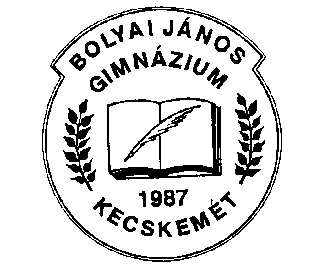 BOLYAI JÁNOS
GIMNÁZIUM
1987
KECSKEMÉT